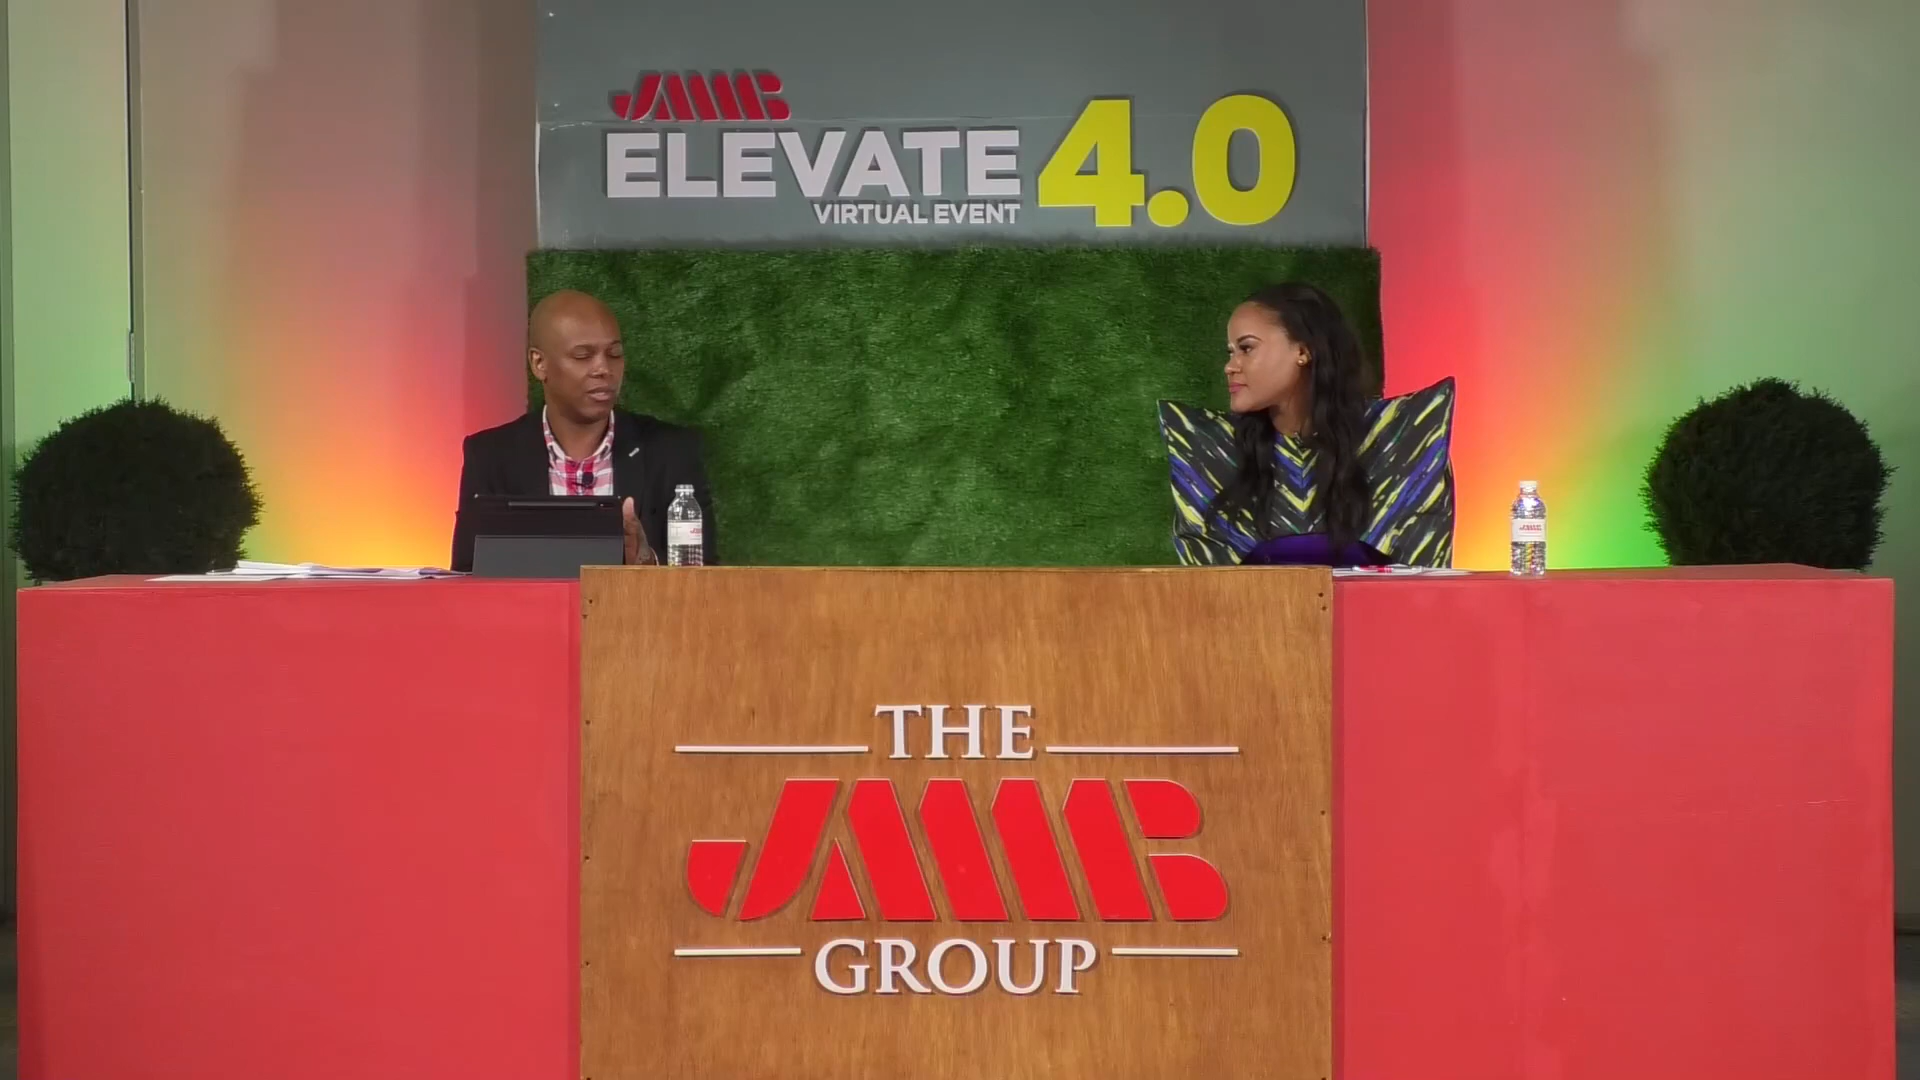 JMMB
ELEVATE 4.0
VIRTUAL EVENT
THE
JMMB
GROUP